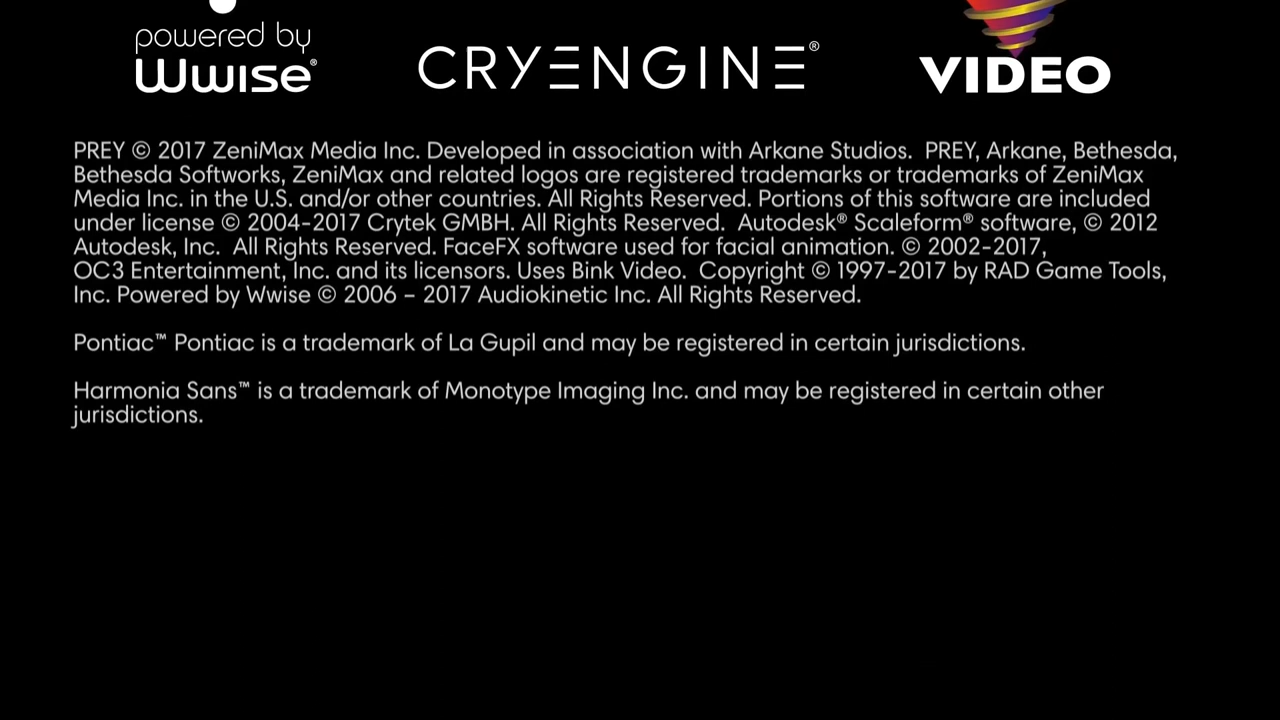 powered by
Wwise®
CRYENGINE®
VIDEO
PREY © 2017 ZeniMax Media Inc. Developed in association with Arkane Studios.  PREY, Arkane, Bethesda,
Bethesda Softworks, ZeniMax and related logos are registered trademarks or trademarks of ZeniMax
Media Inc. in the U.S. and/or other countries. All Rights Reserved. Portions of this software are included
under license © 2004-2017 Crytek GMBH. All Rights Reserved.  Autodesk® Scaleform® software, © 2012
Autodesk, Inc.  All Rights Reserved. FaceFX software used for facial animation. © 2002-2017,
OC3 Entertainment, Inc. and its licensors. Uses Bink Video.  Copyright © 1997-2017 by RAD Game Tools,
Inc. Powered by Wwise © 2006 – 2017 Audiokinetic Inc. All Rights Reserved.
Pontiac™ Pontiac is a trademark of La Gupil and may be registered in certain jurisdictions.
Harmonia Sans™ is a trademark of Monotype Imaging Inc. and may be registered in certain other
jurisdictions.